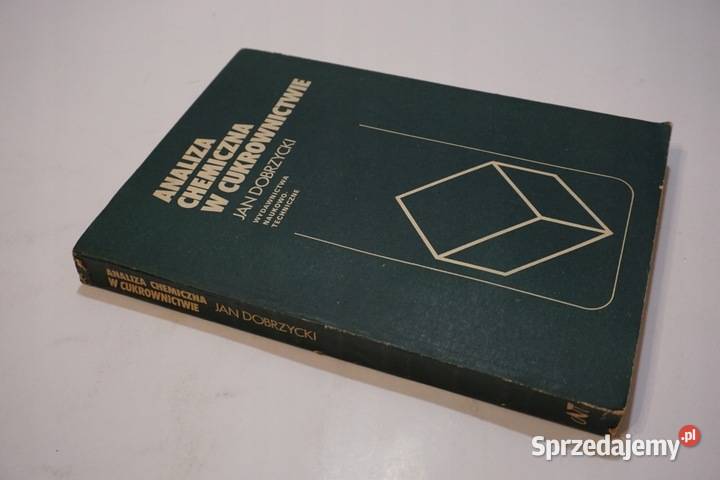 ANALIZA
CHEMICZNA
W CUKROWNICTWIE
JAN DOBRZYCKI
WYDAWNICTWA
NAUKOWO-
TECHNICZNE
ANALIZA CHEMICZNA
W CUKROWNICTWIE
JAN DOBRZYCKI
Sprzedajemy.pl